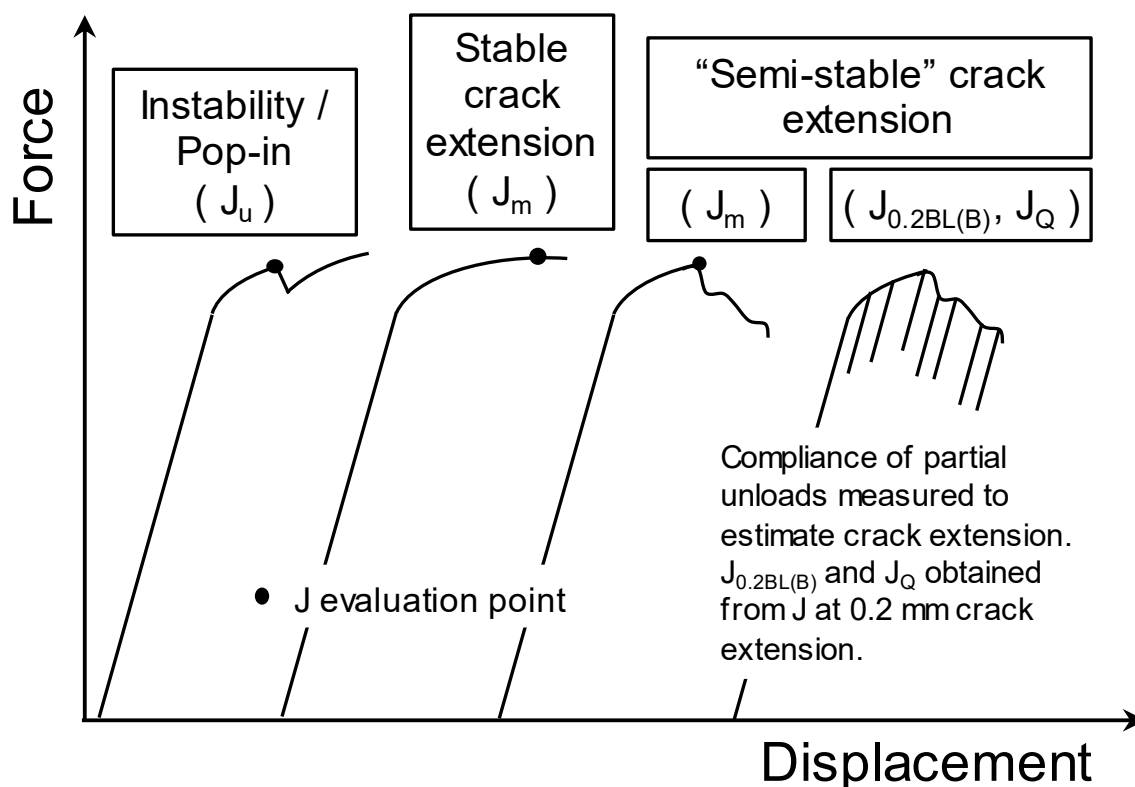 Force
Instability /
Pop-in
( Ju )
Stable
crack
extension
( Jm )
“Semi-stable” crack
extension
( Jm )
( J0.2BL(B), JQ )
Compliance of partial
unloads measured to
estimate crack extension.
J0.2BL(B) and JQ obtained
from J at 0.2 mm crack
extension.
J evaluation point
Displacement